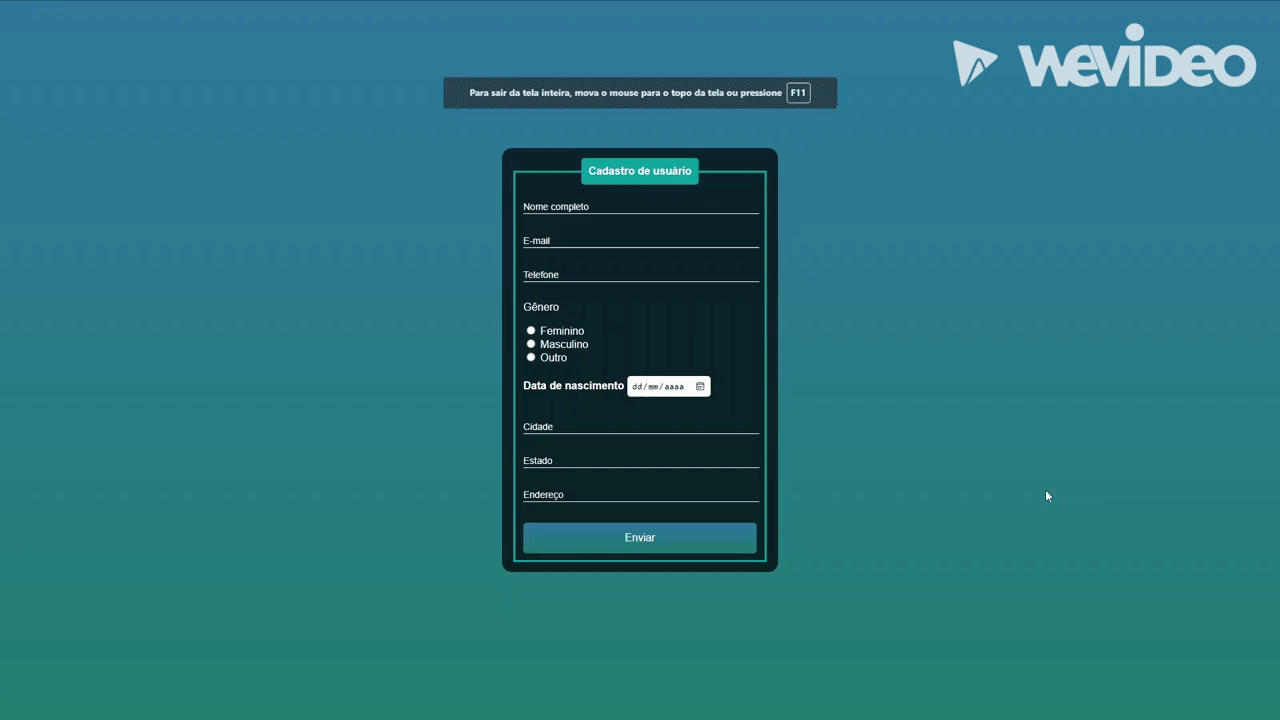 WEVIDEO
Para sair da tela inteira, mova o mouse para o topo da tela ou pressione F11
Cadastro de usuário
Nome completo
E-mail
Telefone
Gênero
Feminino
Masculino
Outro
Data de nascimento dd/mm/aaaa
Cidade
Estado
Endereço
Enviar